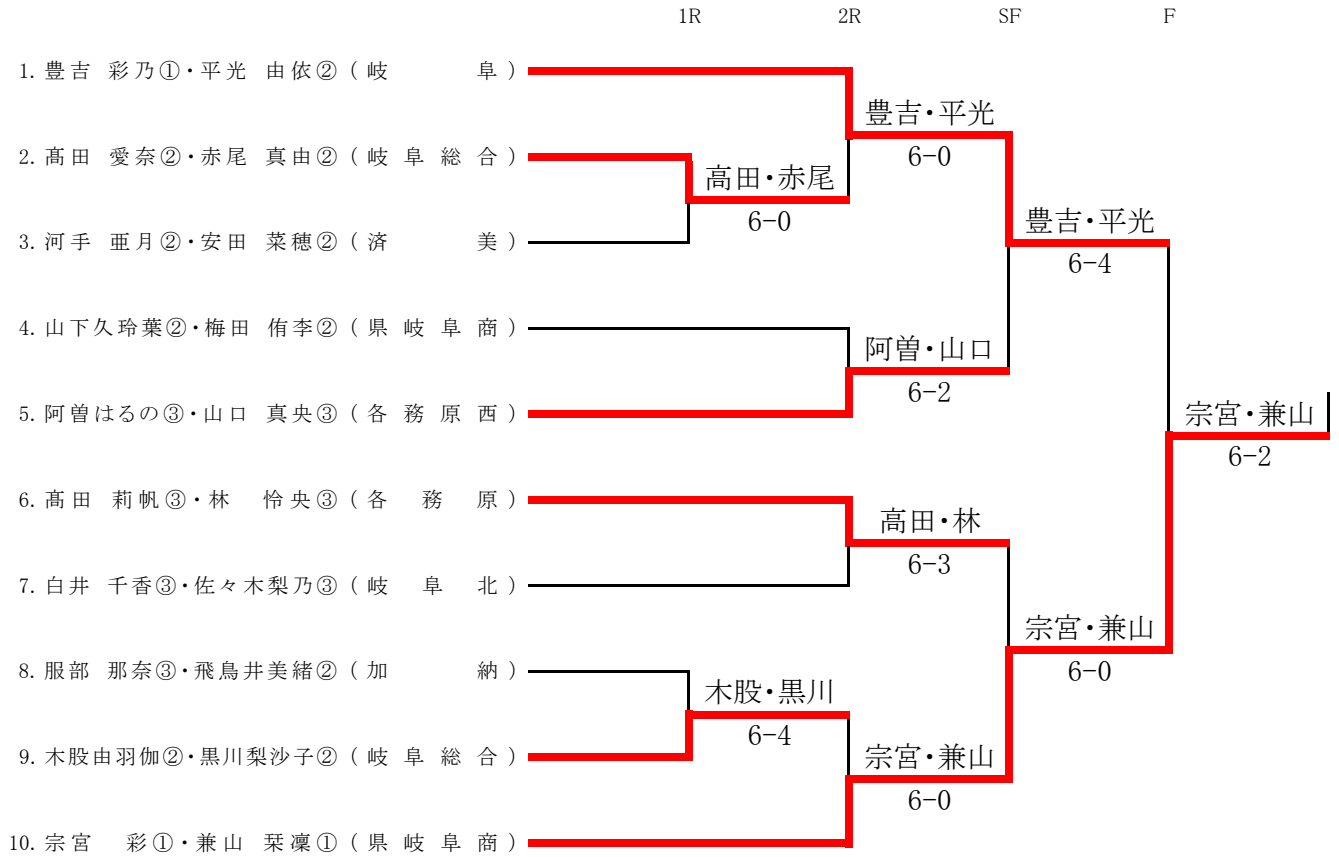 1R 2R SF F
1. 豊吉 彩乃①・平光 由依② ( 岐 阜 )
豊吉・平光
6-0
2. 髙田 愛奈②・赤尾 真由② ( 岐 阜 総 合 )
高田・赤尾
6-0
豊吉・平光
6-4
3. 河手 亜月②・安田 菜穂② ( 済 美 )
4. 山下久玲葉②・梅田 侑李② ( 県 岐 阜 商 )
阿曽・山口
6-2
5. 阿曽はるの③・山口 真央③ ( 各 務 原 西 )
宗宮・兼山
6-2
6. 髙田 莉帆③・林 怜央③ ( 各 務 原 )
高田・林
6-3
7. 白井 千香③・佐々木梨乃③ ( 岐 阜 北 )
宗宮・兼山
6-0
8. 服部 那奈③・飛鳥井美緒② ( 加 納 )
木股・黒川
6-4
9. 木股由羽伽②・黒川梨沙子② ( 岐 阜 総 合 )
宗宮・兼山
6-0
10. 宗宮 彩①・兼山 栞凜① ( 県 岐 阜 商 )